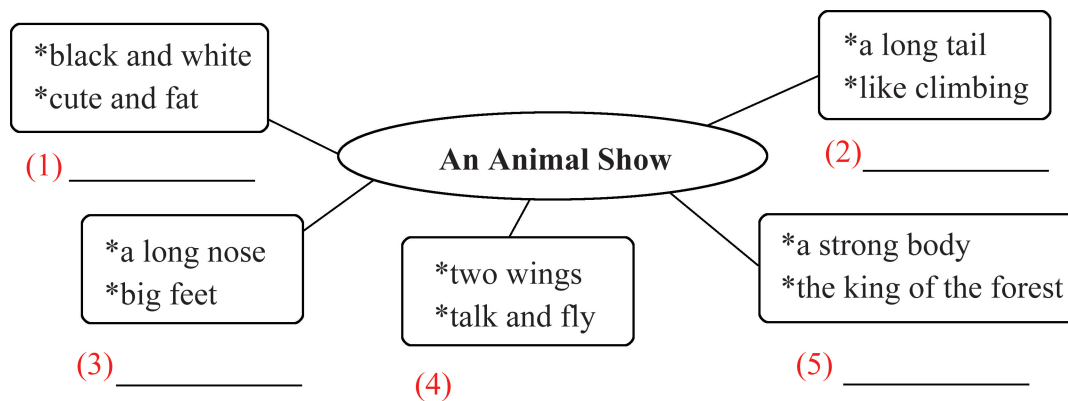 *black and white
*cute and fat
(1)
An Animal Show
*a long tail
*like climbing
(2)
*a long nose
*big feet
(3)
*two wings
*talk and fly
(4)
*a strong body
*the king of the forest
(5)